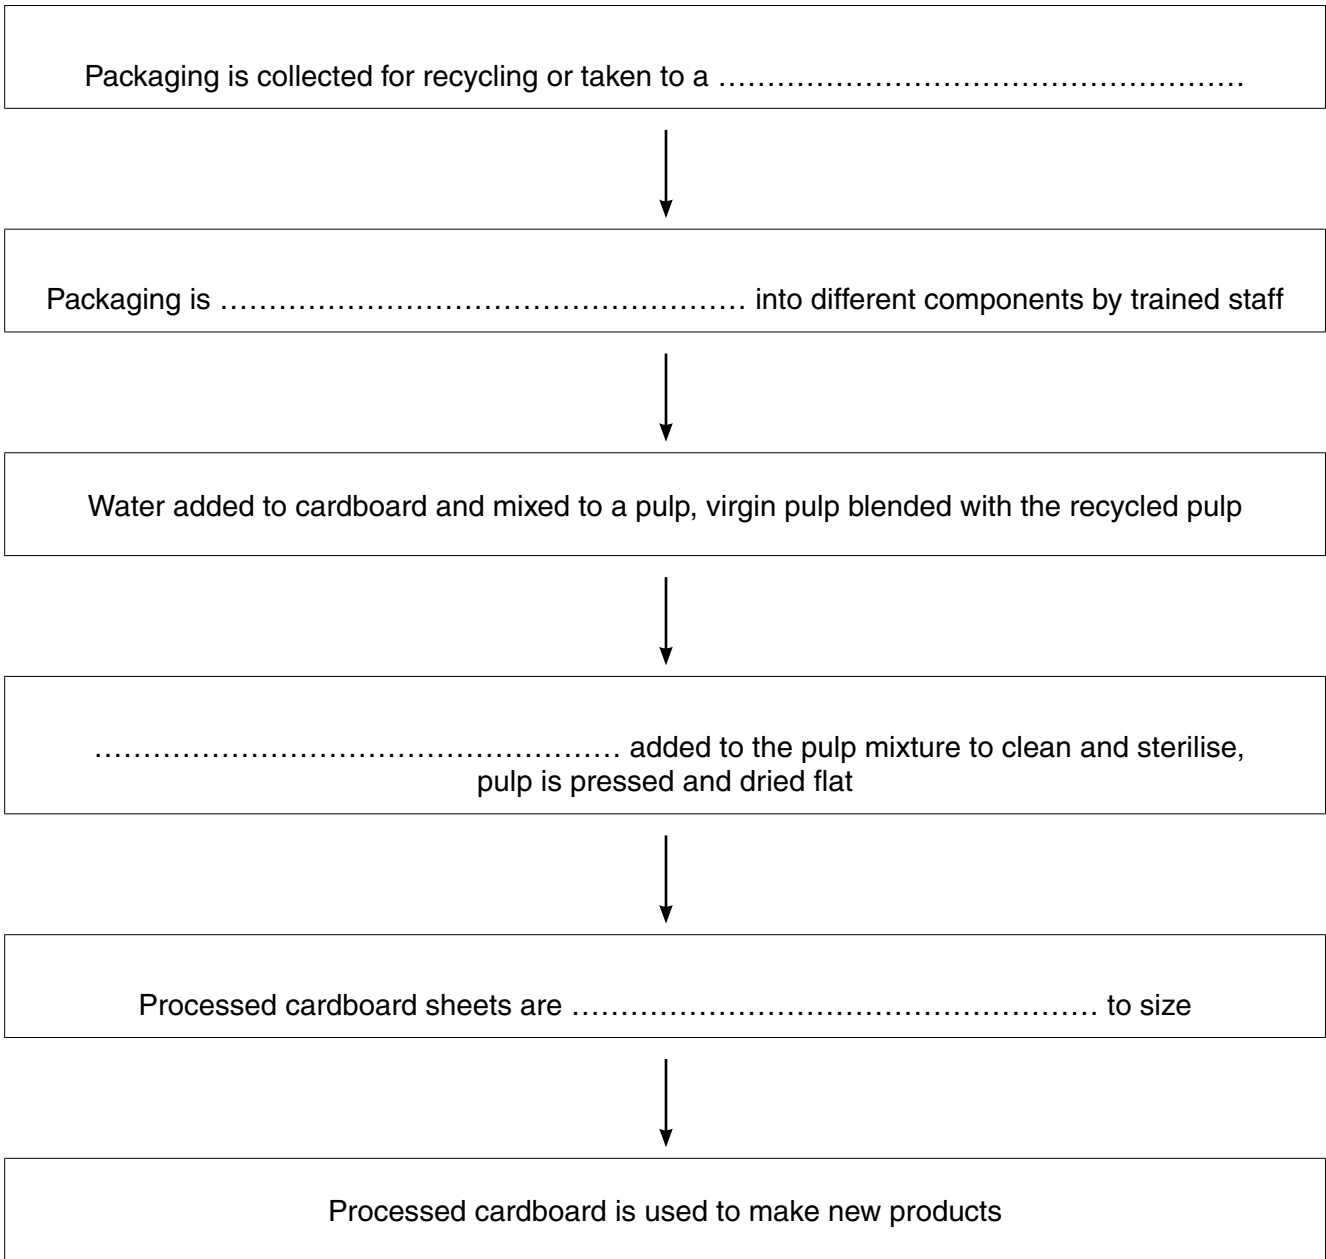 Packaging is collected for recycling or taken to a ......................................................
Packaging is ...................................................... into different components by trained staff
Water added to cardboard and mixed to a pulp, virgin pulp blended with the recycled pulp
...................................................... added to the pulp mixture to clean and sterilise,
pulp is pressed and dried flat
Processed cardboard sheets are ...................................................... to size
Processed cardboard is used to make new products